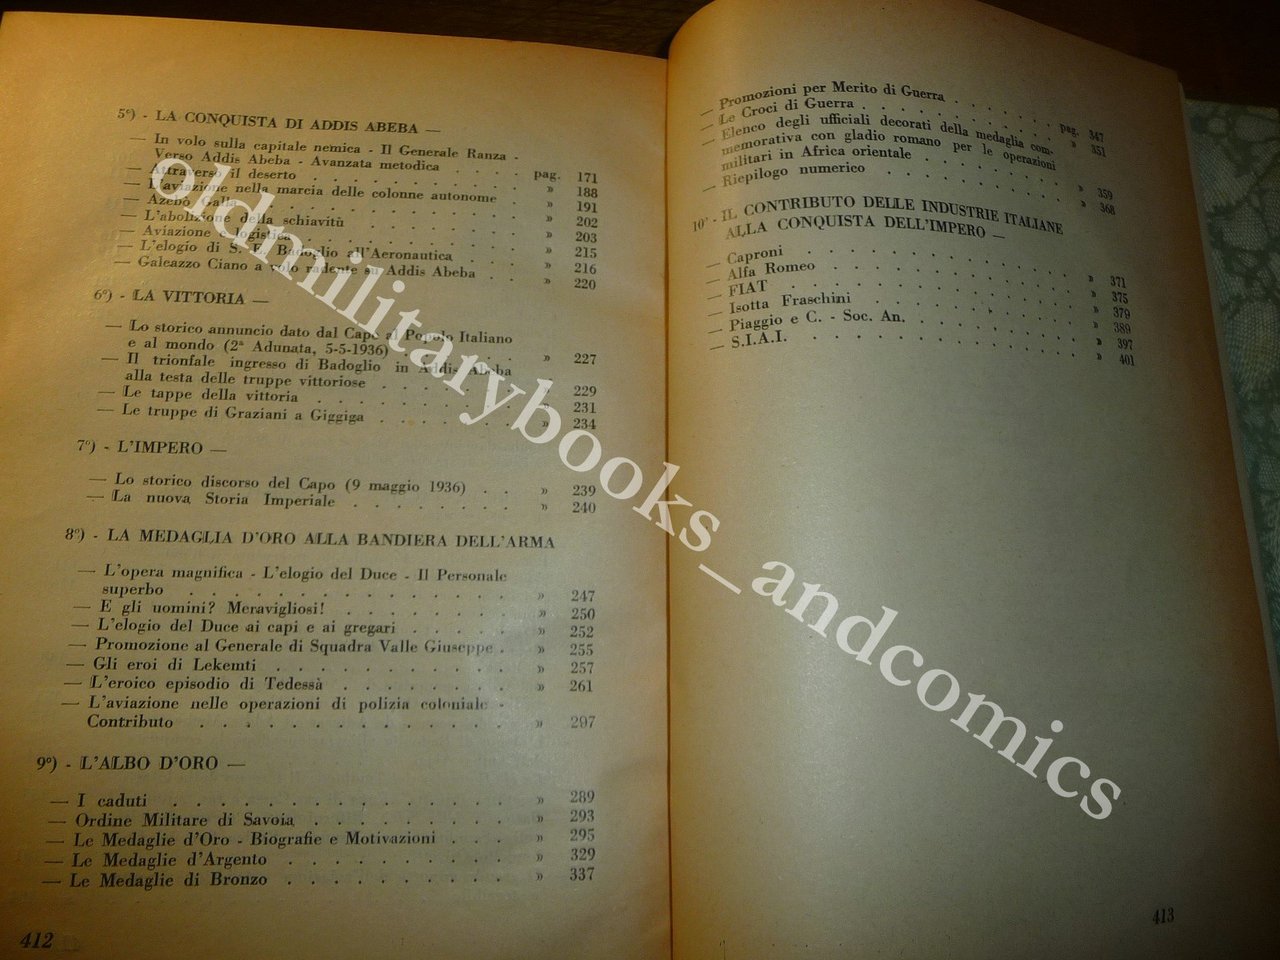 5º) - LA CONQUISTA DI ADDIS ABEBA —
— In volo sulla capitale nemica - Il Generale Ranza -
Verso Addis Abeba - Avanzata metodica . . . . pag. 171
— Attraverso il deserto . . . . . . . . . » 188
— L'aviazione nella marcia delle colonne autonome . » 191
— Azebò Galla . . . . . . . . . . . » 202
— L'abolizione della schiavitù . . . . . . . » 203
— Aviazione e logistica . . . . . . . . . » 215
— L'elogio di S. E. Badoglio all'Aeronautica . . . » 216
— Galeazzo Ciano a volo radente su Addis Abeba . . » 220
6º) - LA VITTORIA —
— Lo storico annuncio dato dal Capo al Popolo Italiano
e al mondo (2ª Adunata, 5-5-1936) . . . . . » 227
— Il trionfale ingresso di Badoglio in Addis Abeba
alla testa delle truppe vittoriose . . . . . . » 229
— Le tappe della vittoria . . . . . . . . » 231
— Le truppe di Graziani a Giggiga . . . . . . » 234
7º) - L'IMPERO —
— Lo storico discorso del Capo (9 maggio 1936) . . » 239
— La nuova Storia Imperiale . . . . . . . . » 240
8º) - LA MEDAGLIA D'ORO ALLA BANDIERA DELL'ARMA
— L'opera magnifica - L'elogio del Duce - Il Personale
superbo . . . . . . . . . . . . » 247
— E gli uomini? Meravigliosi! . . . . . . . » 250
— L'elogio del Duce ai capi e ai gregari . . . . . » 252
— Promozione al Generale di Squadra Valle Giuseppe . » 255
— Gli eroi di Lekemti . . . . . . . . . . » 257
— L'eroico episodio di Tedessà . . . . . . . » 261
— L'aviazione nelle operazioni di polizia coloniale -
Contributo . . . . . . . . . . . . » 297
9º) - L'ALBO D'ORO —
— I caduti . . . . . . . . . . . . . » 289
— Ordine Militare di Savoia . . . . . . . . . » 293
— Le Medaglie d'Oro - Biografie e Motivazioni . . . » 295
— Le Medaglie d'Argento . . . . . . . . . » 329
— Le Medaglie di Bronzo . . . . . . . . . » 337
412
— Promozioni per Merito di Guerra . . . . . . pag. 347
— Le Croci di Guerra . . . . . . . . . . » 351
— Elenco degli ufficiali decorati della medaglia com-
memorativa con gladio romano per le operazioni
militari in Africa orientale . . . . . . . » 359
— Riepilogo numerico . . . . . . . . . . » 368
10º - IL CONTRIBUTO DELLE INDUSTRIE ITALIANE
ALLA CONQUISTA DELL'IMPERO —
— Caproni . . . . . . . . . . . . » 371
— Alfa Romeo . . . . . . . . . . . » 375
— FIAT . . . . . . . . . . . . . » 379
— Isotta Fraschini . . . . . . . . . . » 389
— Piaggio e C. - Soc. An. . . . . . . . . » 397
— S.I.A.I. . . . . . . . . . . . . » 401
413
oldmilitarybooks_andcomics